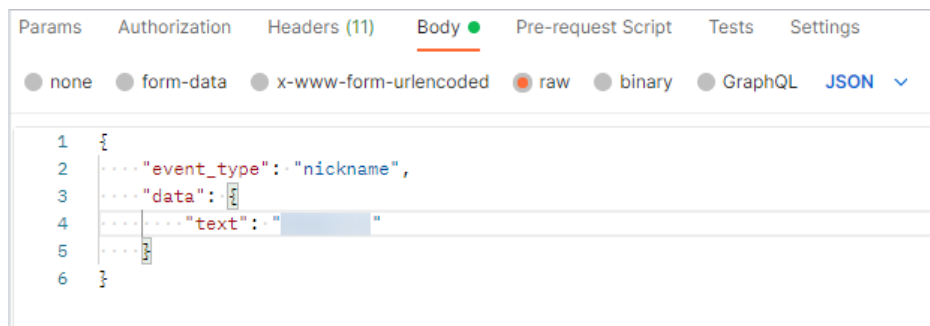 Params Authorization Headers (11) Body Pre-request Script Tests Settings
none form-data x-www-form-urlencoded raw binary GraphQL JSON
1 {
2 "event_type": "nickname",
3 "data": {
4 "text": " "
5 }
6 }